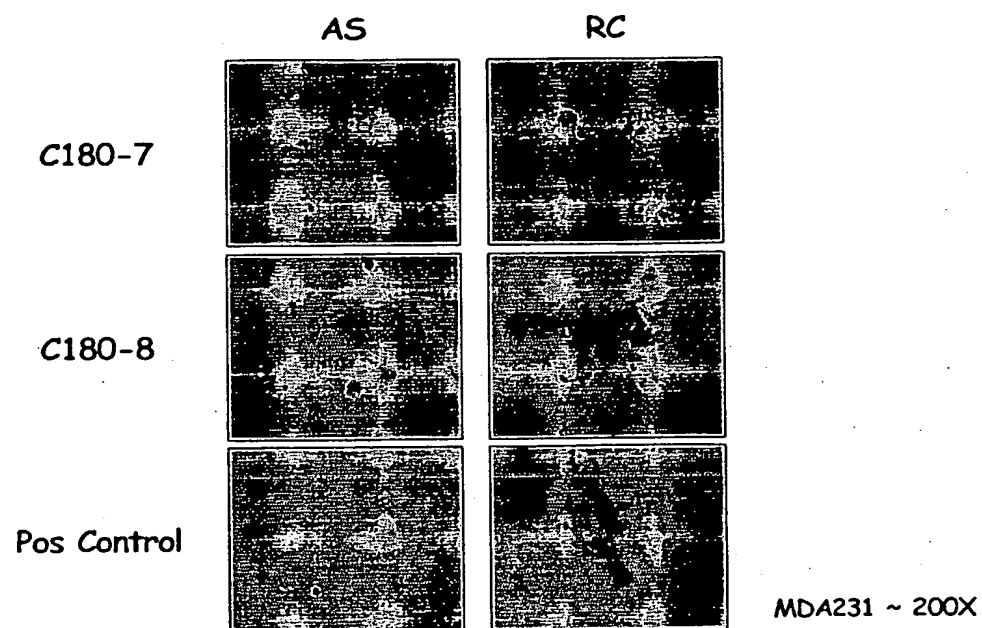 AS RC
C180-7
C180-8
Pos Control
MDA231 ~ 200X